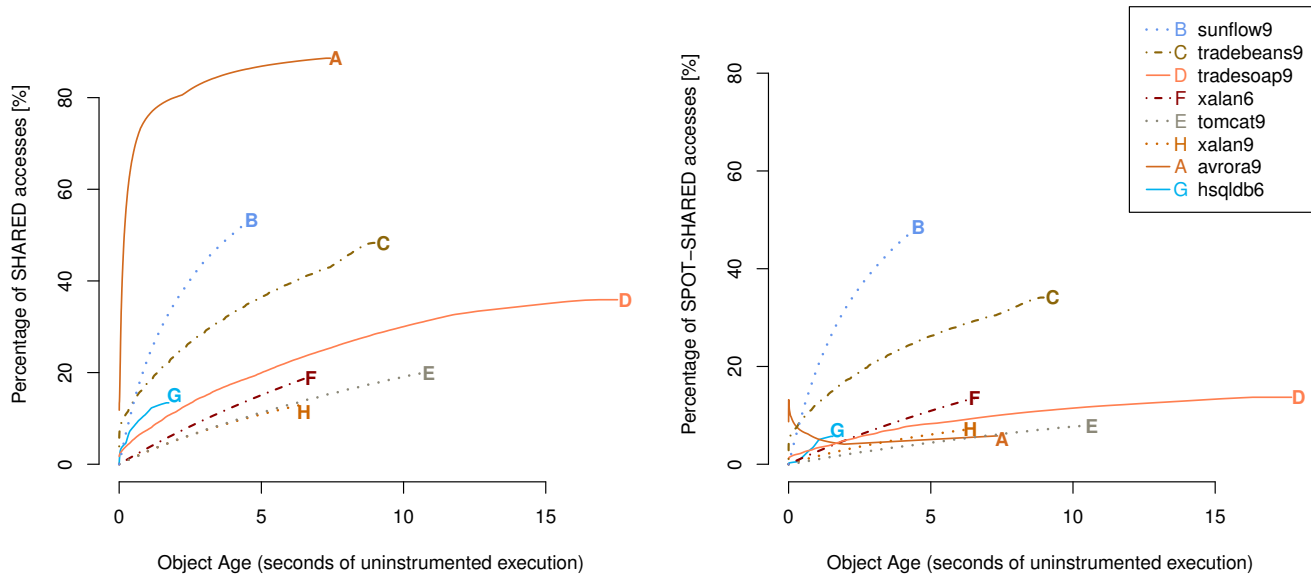 Percentage of SHARED accesses [%]
80
60
40
20
0
A
B
C
D
E
F
G
H
0 5 10 15
Object Age (seconds of uninstrumented execution)
Percentage of SPOT−SHARED accesses [%]
80
60
40
20
0
B
C
D
F
E
H
G
A
0 5 10 15
Object Age (seconds of uninstrumented execution)
B sunflow9
C tradebeans9
D tradesoap9
F xalan6
E tomcat9
H xalan9
A avrora9
G hsqldb6